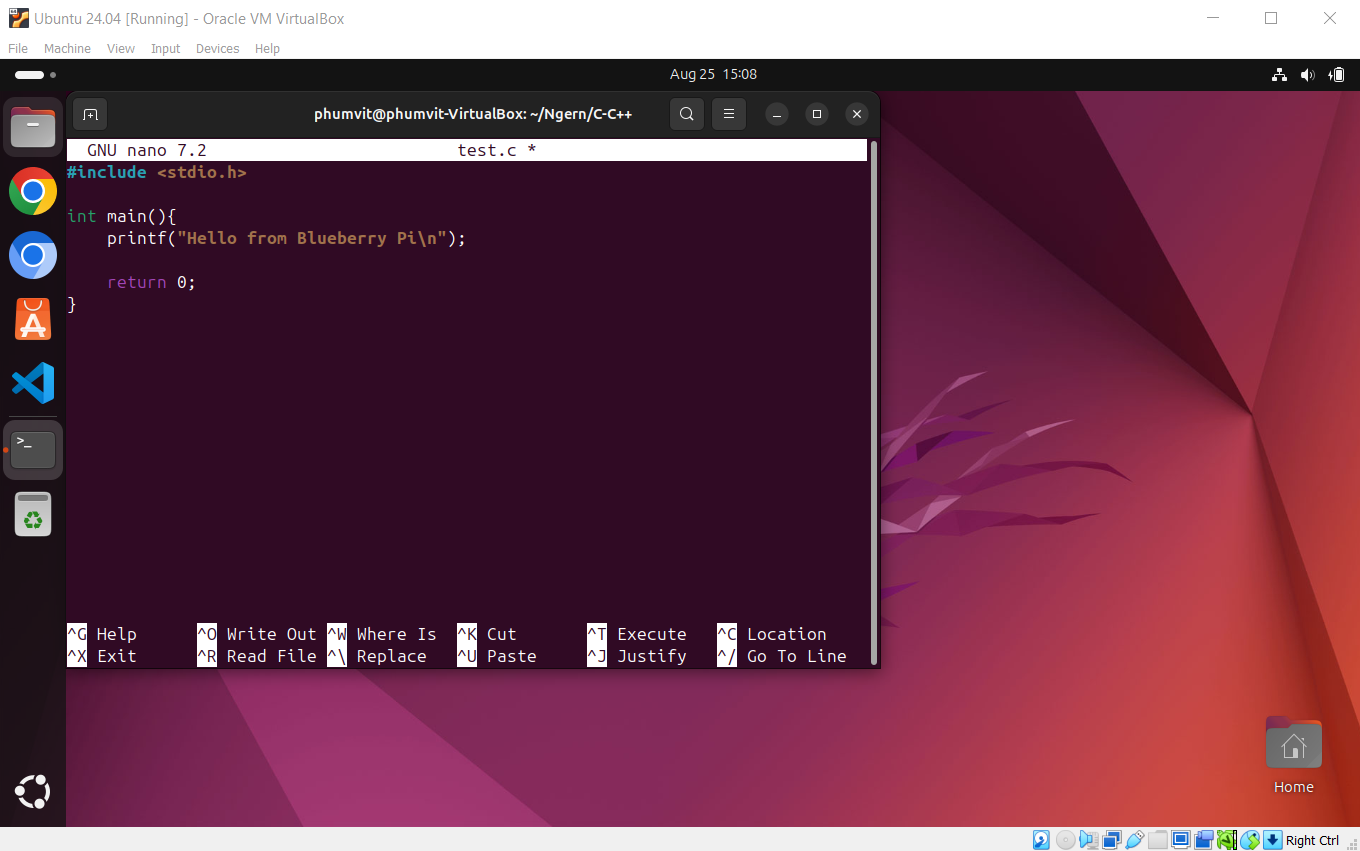 Ubuntu 24.04 [Running] - Oracle VM VirtualBox
File Machine View Input Devices Help
Aug 25 15:08
phumvit@phumvit-VirtualBox: ~/Ngern/C-C++
GNU nano 7.2 test.c *
#include <stdio.h>
int main(){
    printf("Hello from Blueberry Pi\n");
    return 0;
}
^G Help ^O Write Out ^W Where Is ^K Cut ^T Execute ^C Location
^X Exit ^R Read File ^\ Replace ^U Paste ^J Justify ^/ Go To Line
Home
Right Ctrl